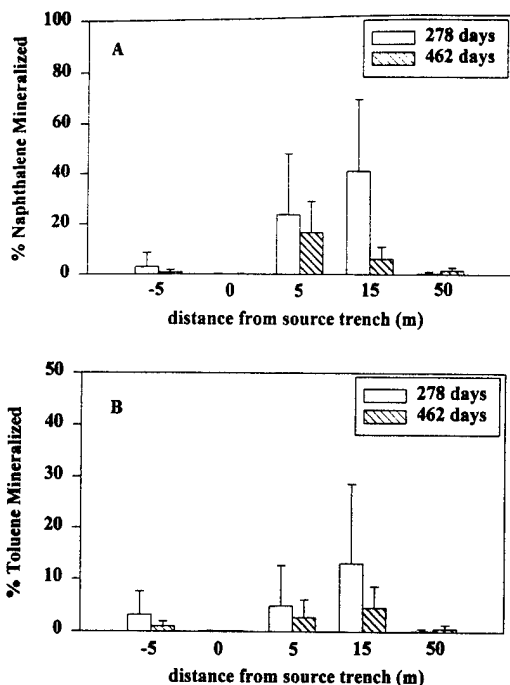 100
80
60
40
20
0
% Naphthalene Mineralized
A
278 days
462 days
-5 0 5 15 50
distance from source trench (m)
50
40
30
20
10
0
% Toluene Mineralized
B
278 days
462 days
-5 0 5 15 50
distance from source trench (m)